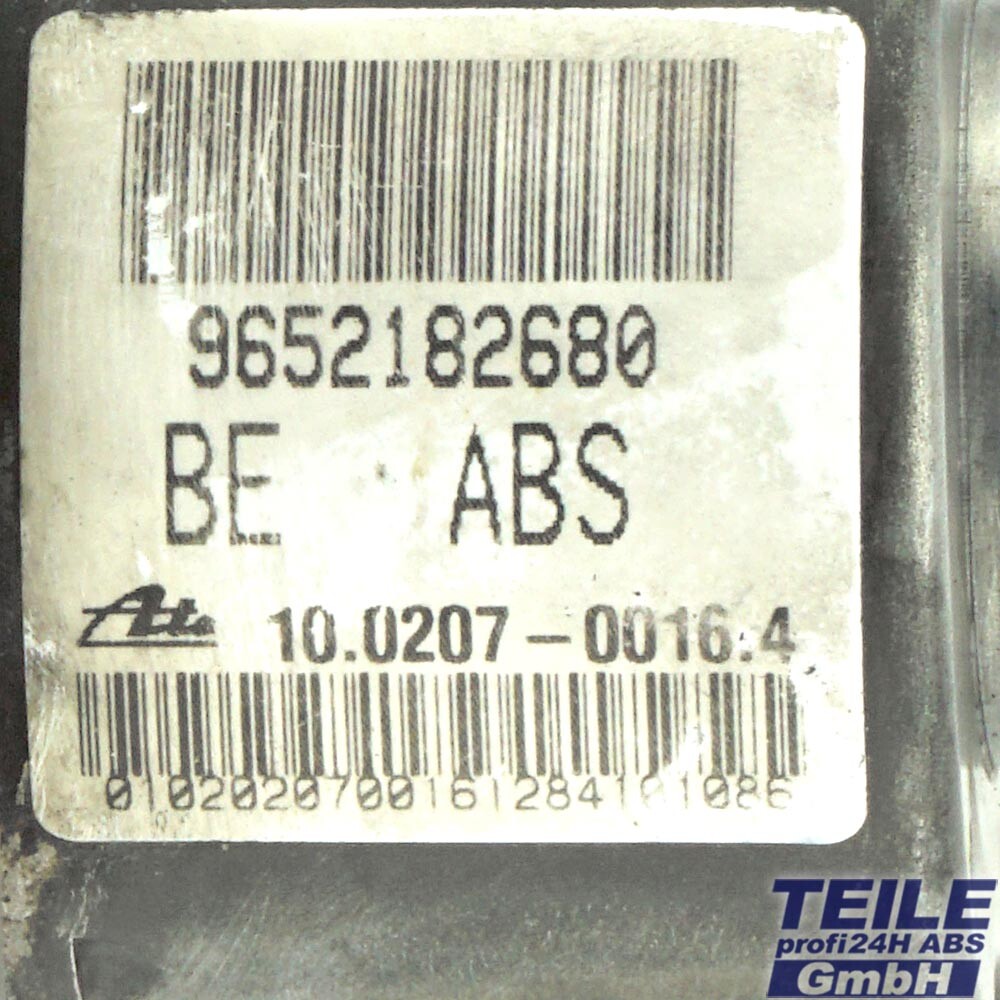 9652182680
BE ABS
Ate 10.0207-0016.4
TEILE
profi24H ABS
GmbH